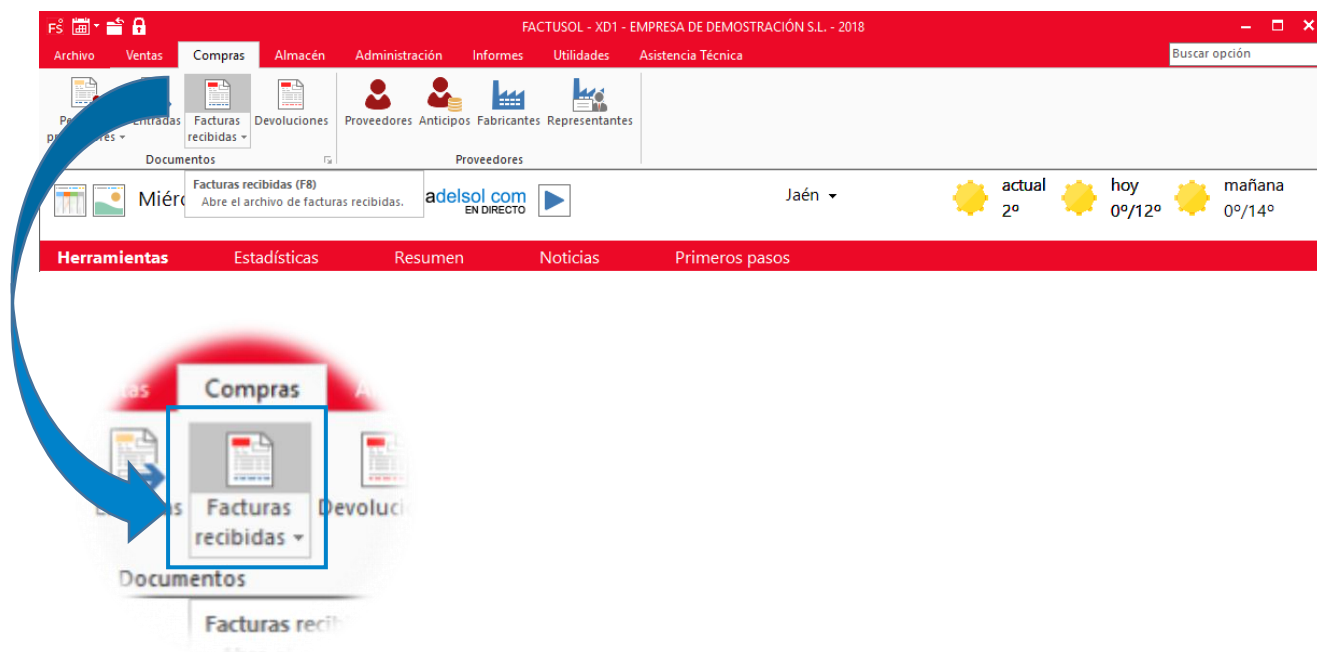 FS
FACTUSOL - XD1 - EMPRESA DE DEMOSTRACIÓN S.L. - 2018
Archivo Ventas Compras Almacén Administración Informes Utilidades Asistencia Técnica Buscar opción
Facturas Devoluciones Proveedores Anticipos Fabricantes Representantes
recibidas
Documentos Proveedores
Facturas recibidas (F8)
Abre el archivo de facturas recibidas.
adelsol com
EN DIRECTO
Jaén
actual hoy mañana
2º 0º/12º 0º/14º
Herramientas Estadísticas Resumen Noticias Primeros pasos
Compras
Facturas
recibidas
Documentos
Facturas